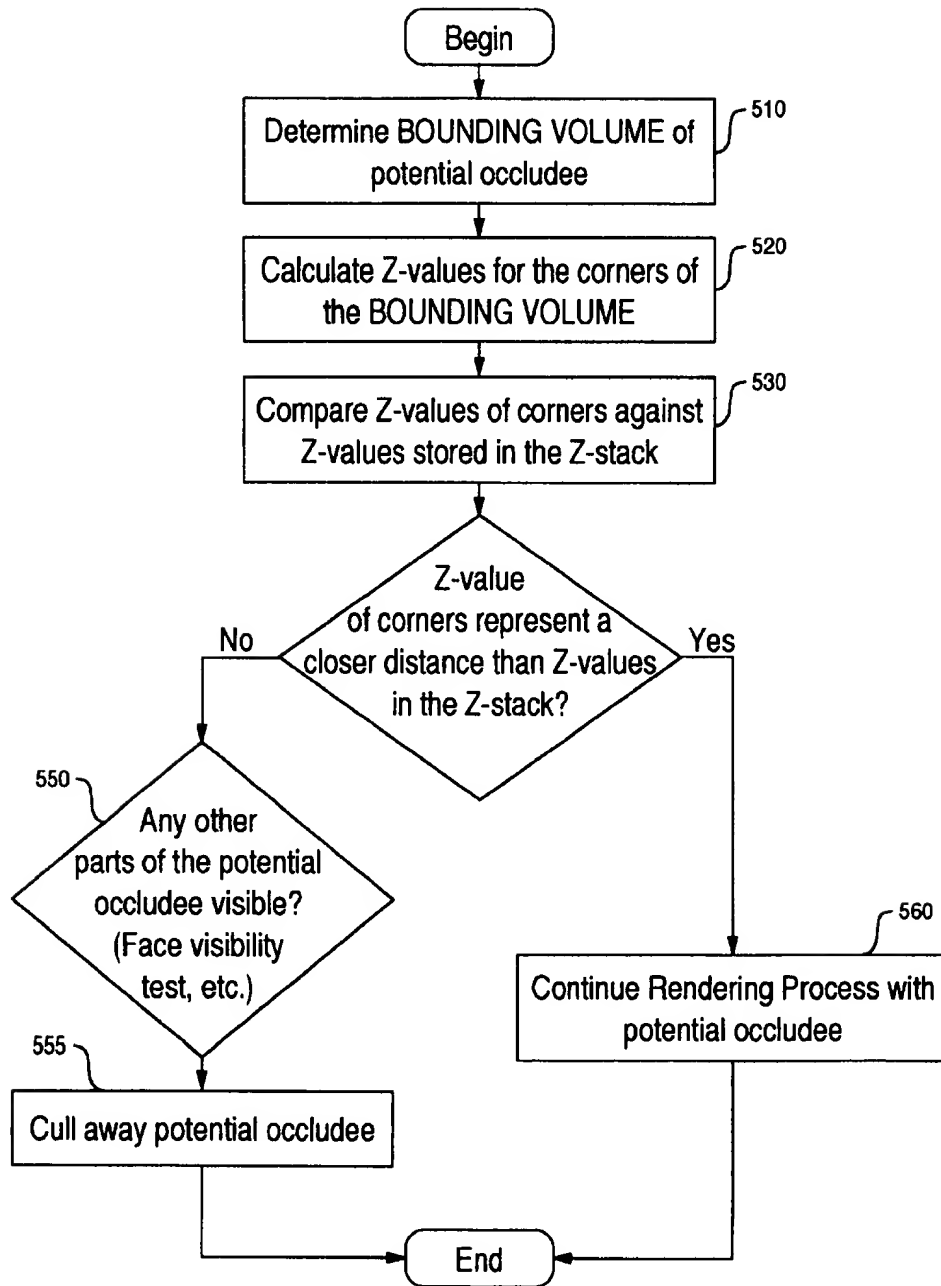 Begin
510
Determine BOUNDING VOLUME of
potential occludee
520
Calculate Z-values for the corners of
the BOUNDING VOLUME
530
Compare Z-values of corners against
Z-values stored in the Z-stack
Z-value
of corners represent a
closer distance than Z-values
in the Z-stack?
No
Yes
550
Any other
parts of the potential
occludee visible?
(Face visibility
test, etc.)
560
Continue Rendering Process with
potential occludee
555
Cull away potential occludee
End